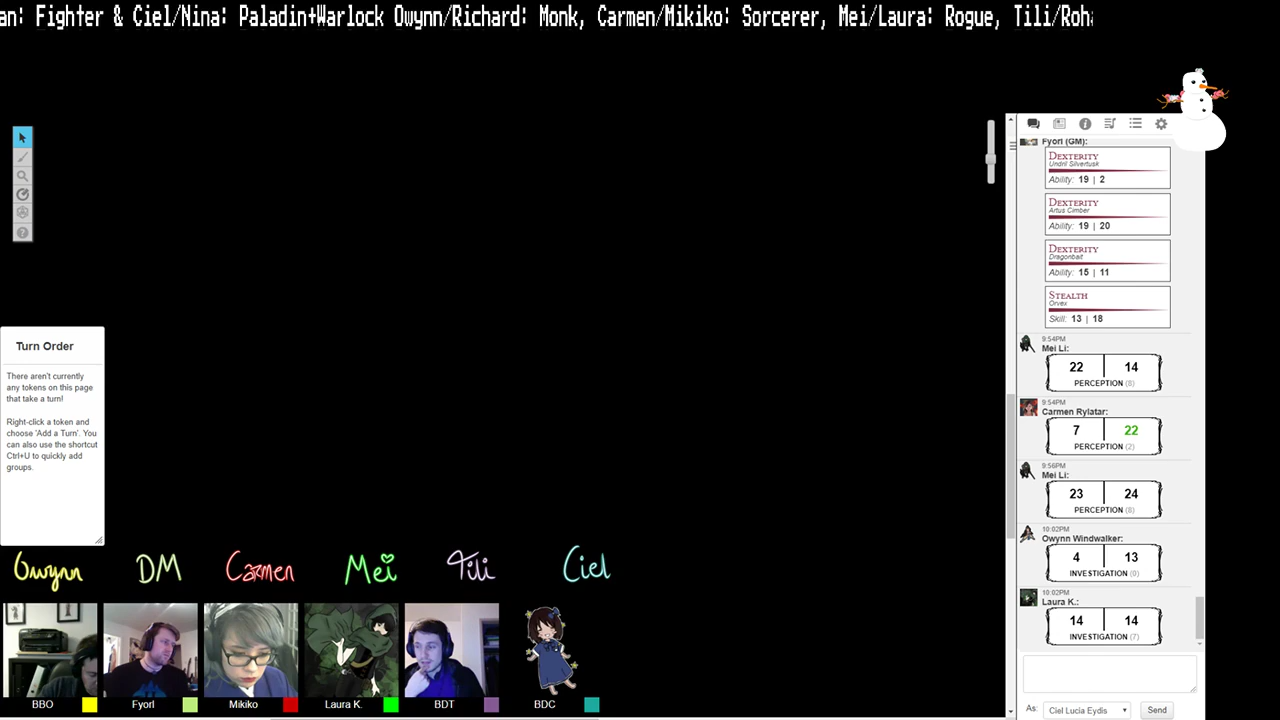 an: Fighter & Ciel/Nina: Paladin+Warlock Owynn/Richard: Monk, Carmen/Mikiko: Sorcerer, Mei/Laura: Rogue, Tili/Roha
Fyorl (GM):
DEXTERITY
Undril Silvertusk
Ability: 19 | 2
DEXTERITY
Artus Cimber
Ability: 19 | 20
DEXTERITY
Dragonbait
Ability: 15 | 11
STEALTH
Orvex
Skill: 13 | 18
9:54PM
Mei Li:
22 14
PERCEPTION (8)
9:54PM
Carmen Rylatar:
7 22
PERCEPTION (2)
9:56PM
Mei Li:
23 24
PERCEPTION (8)
10:02PM
Owynn Windwalker:
4 13
INVESTIGATION (0)
10:02PM
Laura K.:
14 14
INVESTIGATION (7)
As: Ciel Lucia Eydis Send
Turn Order
There aren't currently
any tokens on this page
that take a turn!
Right-click a token and
choose 'Add a Turn'. You
can also use the shortcut
Ctrl+U to quickly add
groups.
Owynn DM Carmen Mei Tili Ciel
BBO Fyorl Mikiko Laura K. BDT BDC